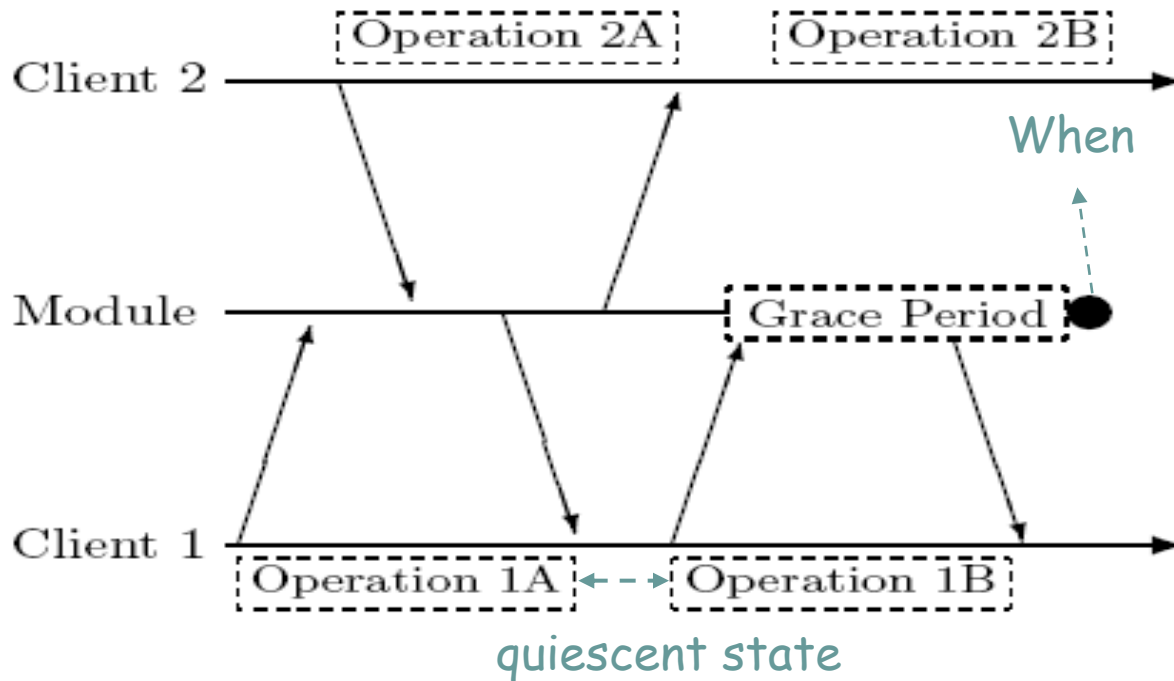 Operation 2A
Operation 2B
Client 2
When
Module
Grace Period
Client 1
Operation 1A
Operation 1B
quiescent state